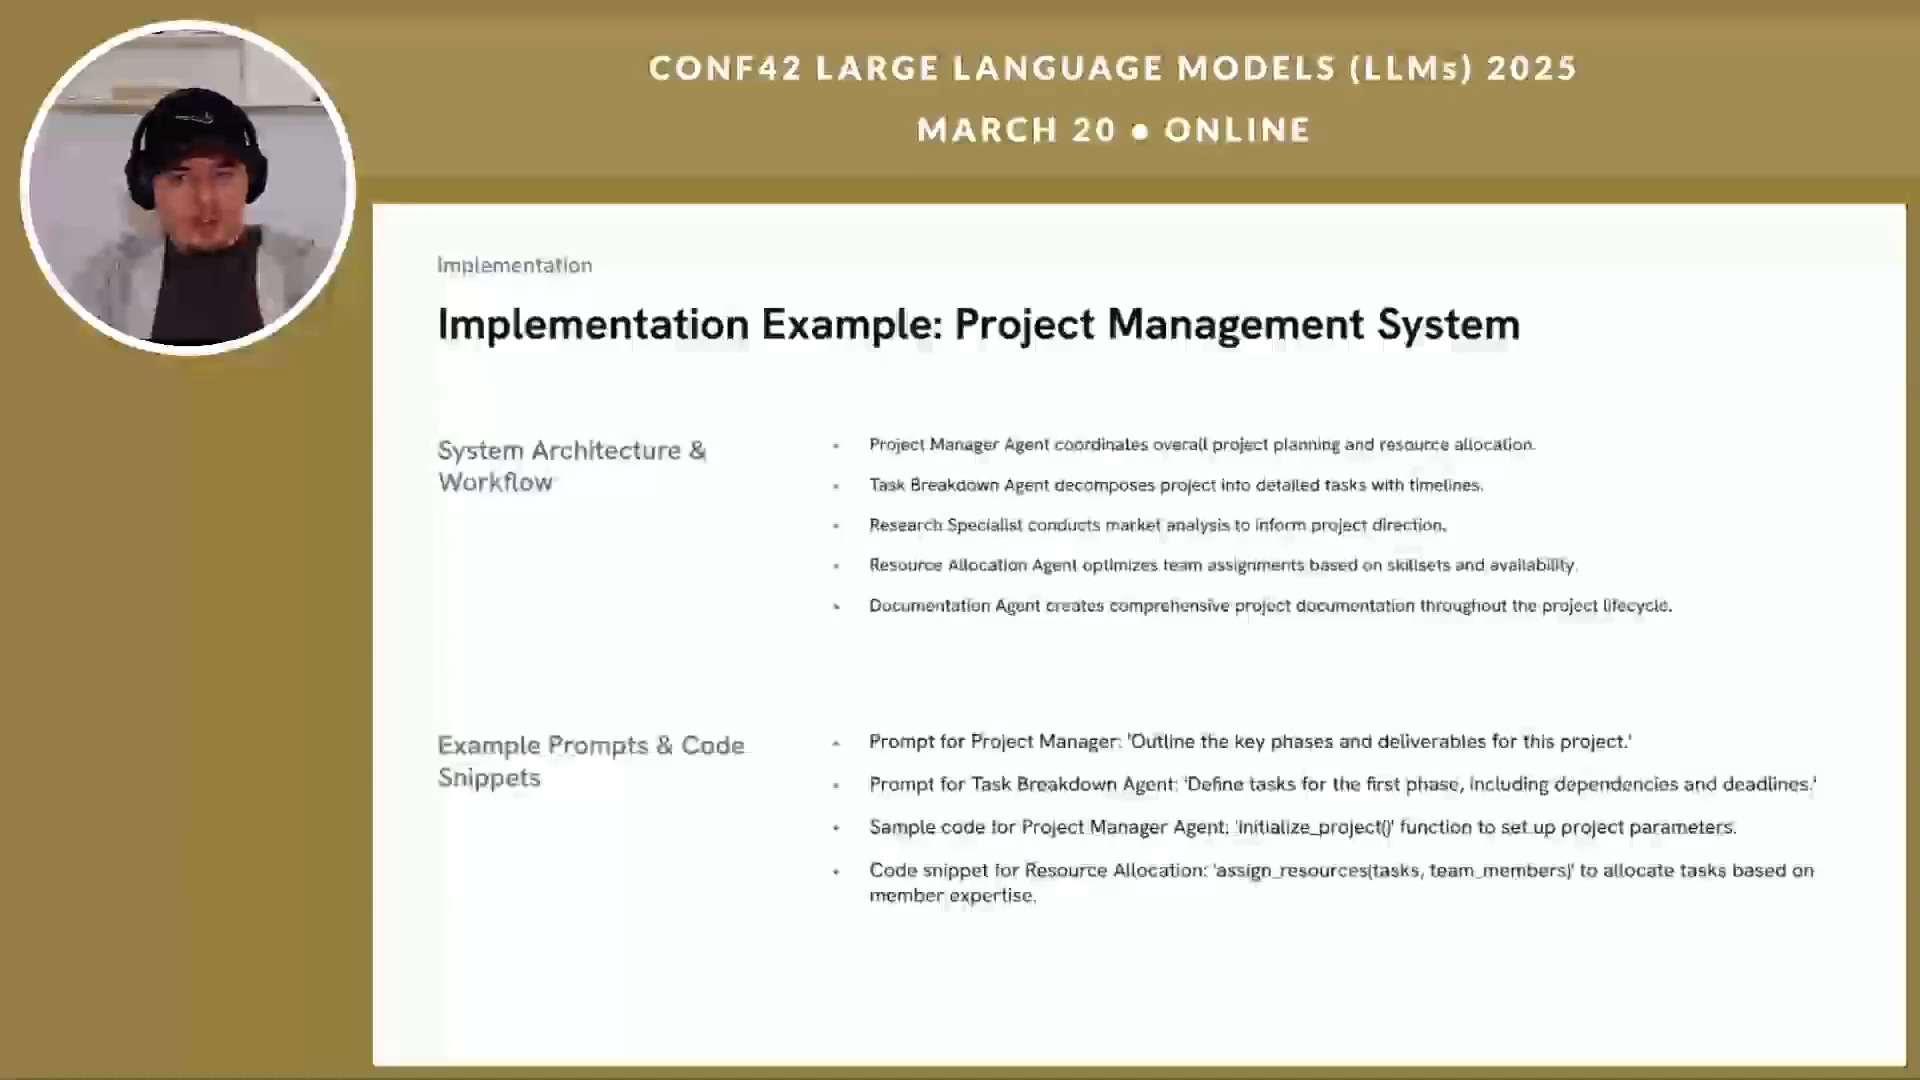 CONF42 LARGE LANGUAGE MODELS (LLMs) 2025
MARCH 20 • ONLINE
Implementation
Implementation Example: Project Management System
System Architecture &
Workflow
• Project Manager Agent coordinates overall project planning and resource allocation.
• Task Breakdown Agent decomposes project into detailed tasks with timelines.
• Research Specialist conducts market analysis to inform project direction.
• Resource Allocation Agent optimizes team assignments based on skillsets and availability.
• Documentation Agent creates comprehensive project documentation throughout the project lifecycle.
Example Prompts & Code
Snippets
• Prompt for Project Manager: 'Outline the key phases and deliverables for this project.'
• Prompt for Task Breakdown Agent: 'Define tasks for the first phase, including dependencies and deadlines.'
• Sample code for Project Manager Agent: 'initialize_project()' function to set up project parameters.
• Code snippet for Resource Allocation: 'assign_resources(tasks, team_members)' to allocate tasks based on
member expertise.